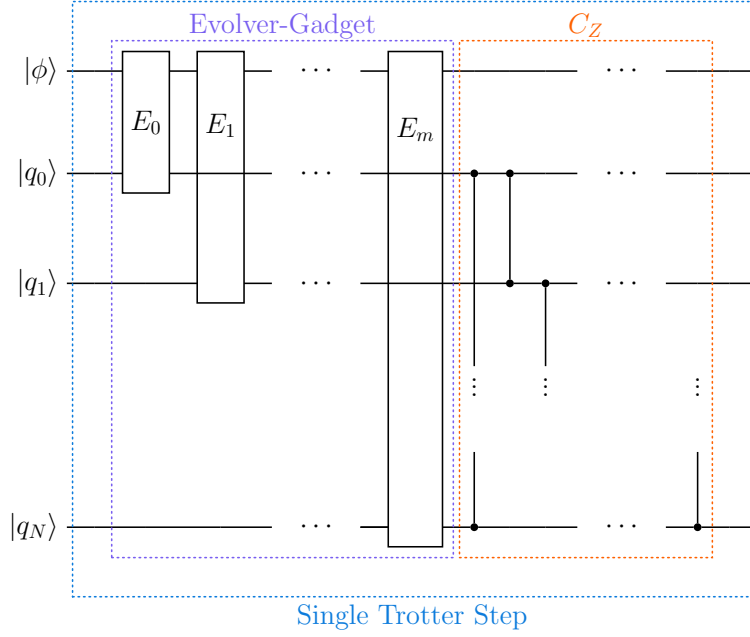 Evolver-Gadget
C_Z
|φ⟩
E_0
E_1
· · ·
E_m
· · ·
|q_0⟩
· · ·
· · ·
|q_1⟩
· · ·
· · ·
⋮
⋮
⋮
|q_N⟩
· · ·
· · ·
Single Trotter Step